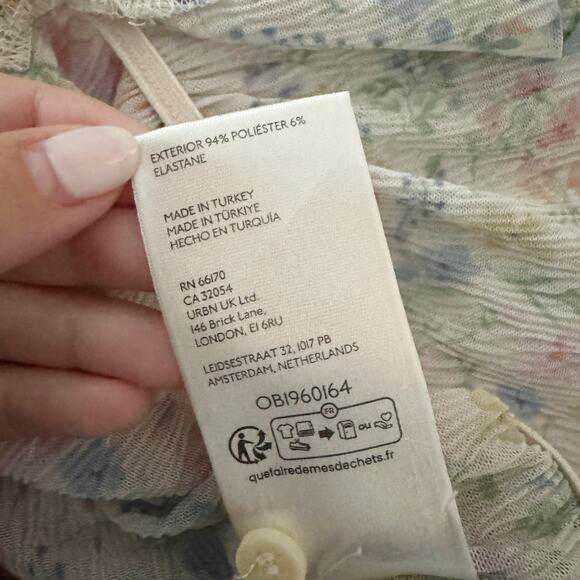 EXTERIOR 94% POLIÉSTER 6%
ELASTANE
MADE IN TURKEY
MADE IN TÜRKIYE
HECHO EN TURQUÍA
RN 66170
CA 32054
URBN UK Ltd.
146 Brick Lane,
LONDON, E1 6RU
LEIDSESTRAAT 32, 1017 PB
AMSTERDAM, NETHERLANDS
OB1960164
FR
ou
quefairedemesdechets.fr